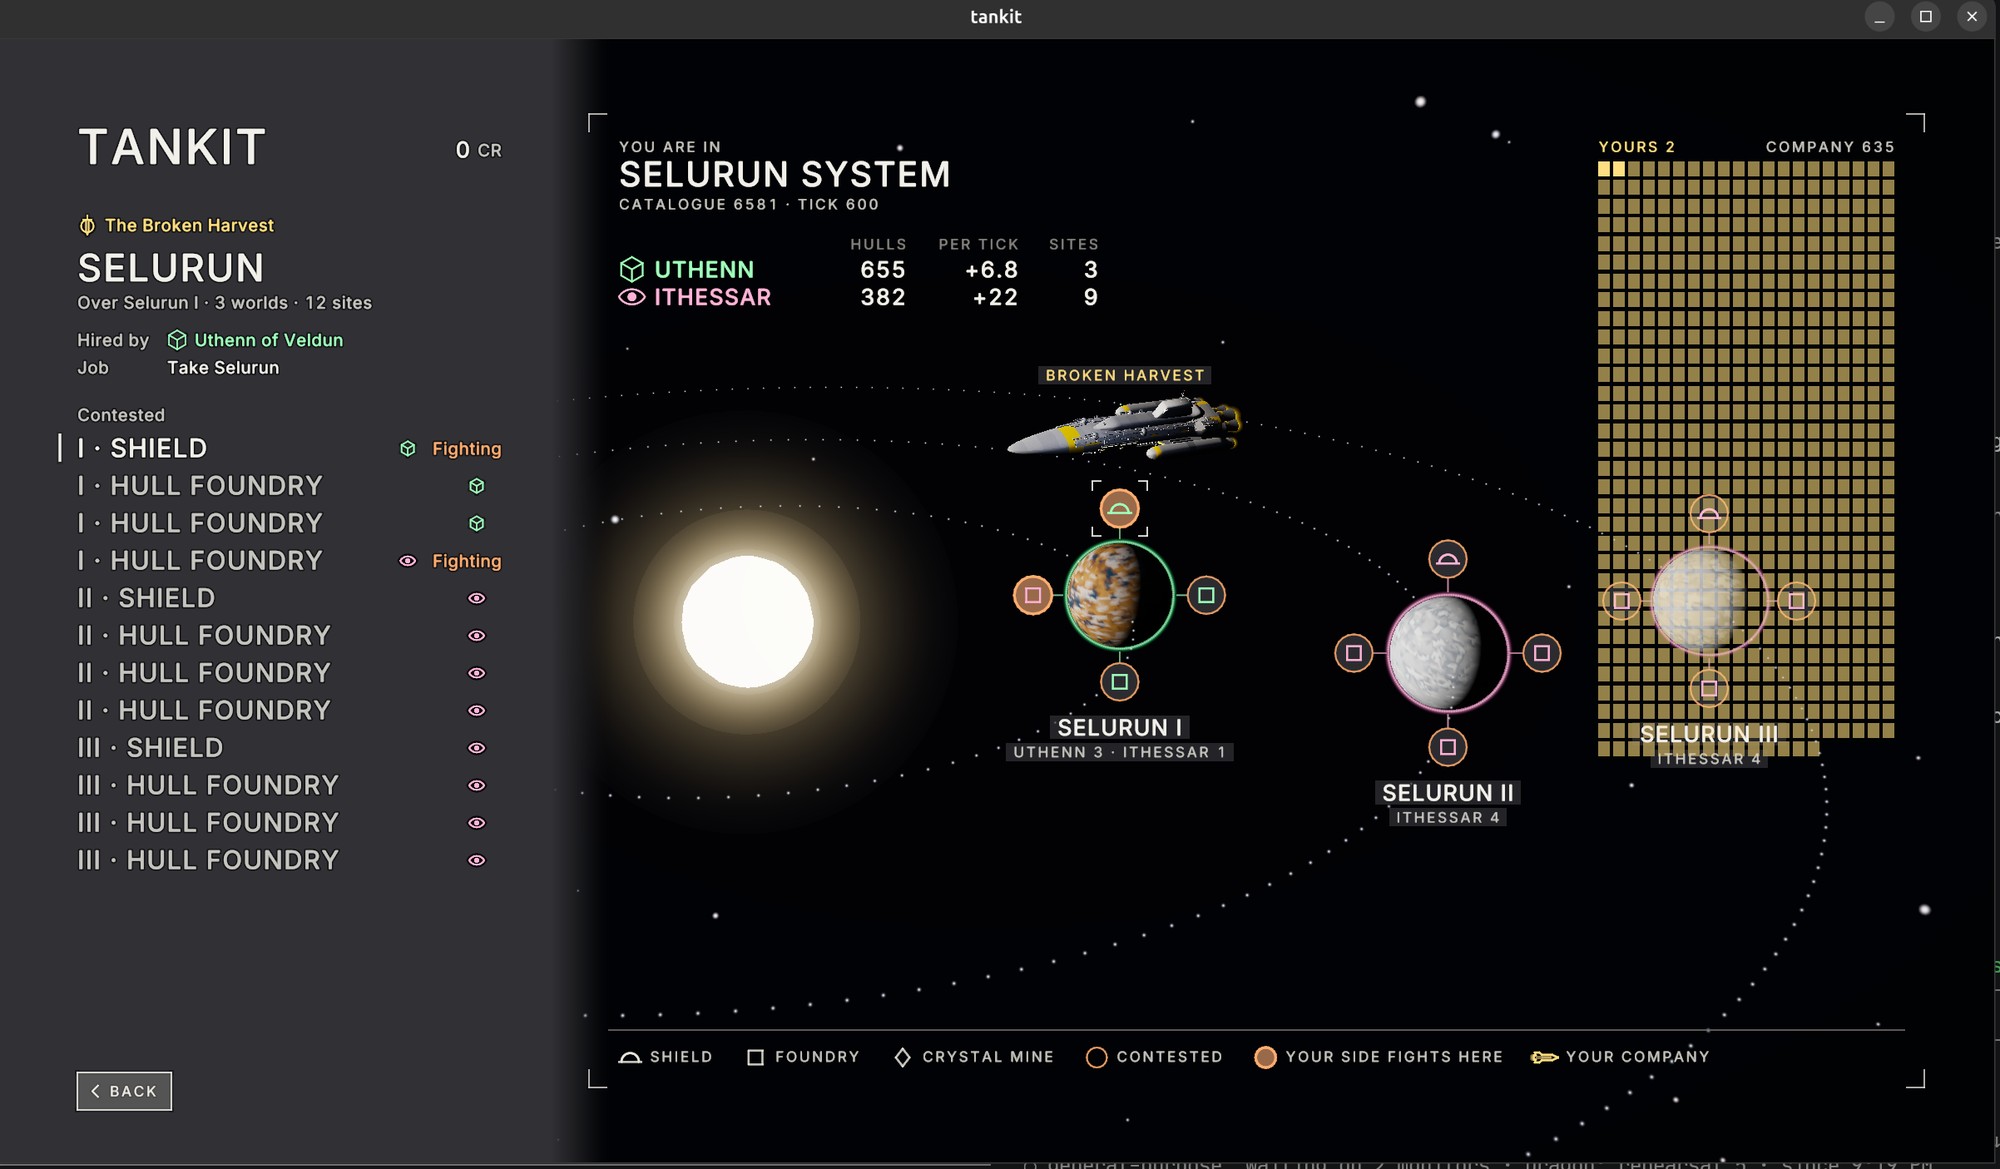 tankit
TANKIT
0 CR
The Broken Harvest
SELURUN
Over Selurun I · 3 worlds · 12 sites
Hired by Uthenn of Veldun
Job Take Selurun
Contested
I · SHIELD Fighting
I · HULL FOUNDRY
I · HULL FOUNDRY
I · HULL FOUNDRY Fighting
II · SHIELD
II · HULL FOUNDRY
II · HULL FOUNDRY
II · HULL FOUNDRY
III · SHIELD
III · HULL FOUNDRY
III · HULL FOUNDRY
III · HULL FOUNDRY
BACK
YOU ARE IN
SELURUN SYSTEM
CATALOGUE 6581 · TICK 600
HULLS PER TICK SITES
UTHENN 655 +6.8 3
ITHESSAR 382 +22 9
YOURS 2 COMPANY 635
BROKEN HARVEST
SELURUN I
UTHENN 3 · ITHESSAR 1
SELURUN II
ITHESSAR 4
SELURUN III
ITHESSAR 4
SHIELD FOUNDRY CRYSTAL MINE CONTESTED YOUR SIDE FIGHTS HERE YOUR COMPANY